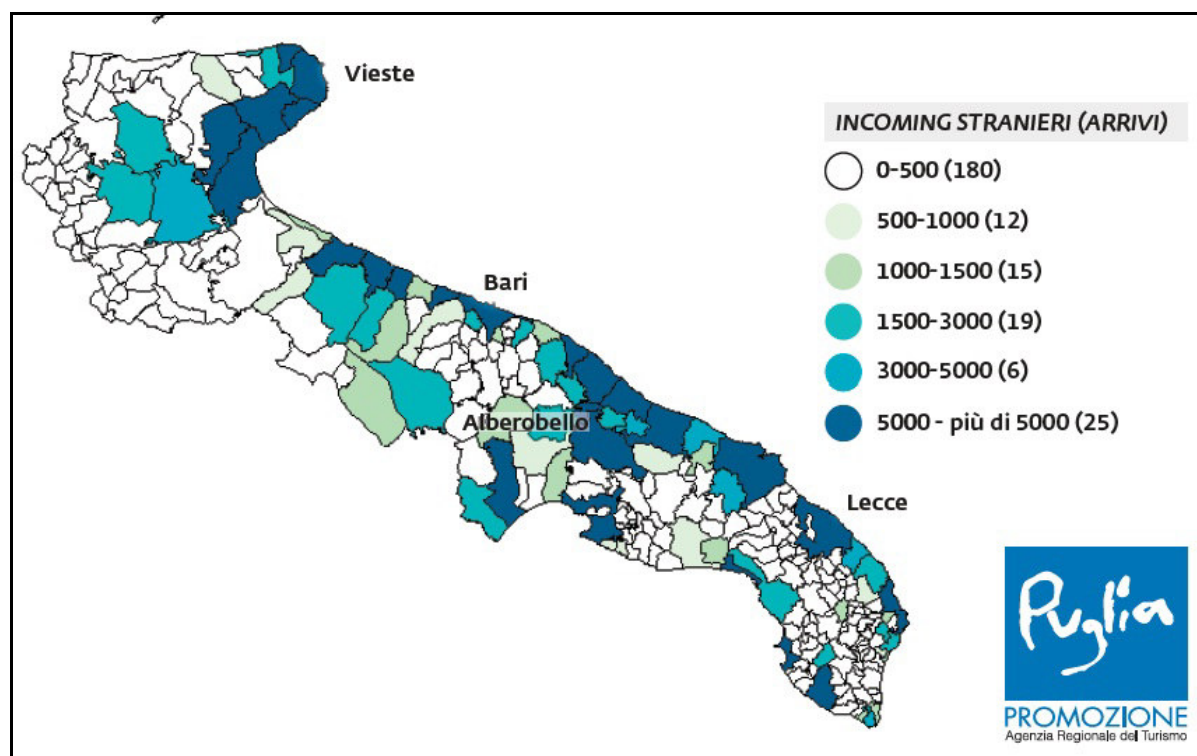 Vieste
INCOMING STRANIERI (ARRIVI)
0-500 (180)
500-1000 (12)
Bari
1000-1500 (15)
1500-3000 (19)
3000-5000 (6)
Alberobello
5000 - più di 5000 (25)
Lecce
Puglia
PROMOZIONE
Agenzia Regionale del Turismo